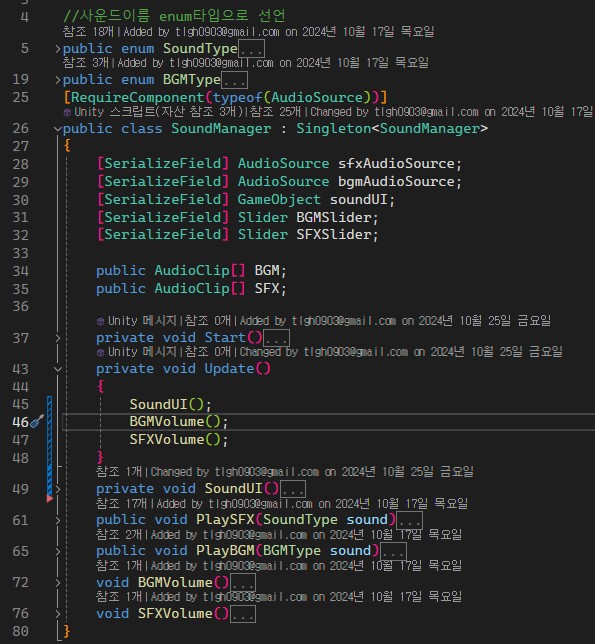 4 //사운드이름 enum타입으로 선언
참조 18개|Added by tlgh0903@gmail.com on 2024년 10월 17일 목요일
5 public enum SoundType...
참조 3개|Added by tlgh0903@gmail.com on 2024년 10월 17일 목요일
19 public enum BGMType...
25 [RequireComponent(typeof(AudioSource))]
Unity 스크립트(자산 참조 3개)|참조 25개|Changed by tlgh0903@gmail.com on 2024년 10월 17일
26 public class SoundManager : Singleton<SoundManager>
27 {
28 [SerializeField] AudioSource sfxAudioSource;
29 [SerializeField] AudioSource bgmAudioSource;
30 [SerializeField] GameObject soundUI;
31 [SerializeField] Slider BGMSlider;
32 [SerializeField] Slider SFXSlider;
33
34 public AudioClip[] BGM;
35 public AudioClip[] SFX;
36
Unity 메시지|참조 0개|Added by tlgh0903@gmail.com on 2024년 10월 25일 금요일
37 private void Start()...
Unity 메시지|참조 0개|Changed by tlgh0903@gmail.com on 2024년 10월 25일 금요일
43 private void Update()
44 {
45 SoundUI();
46 BGMVolume();
47 SFXVolume();
48 }
참조 1개|Changed by tlgh0903@gmail.com on 2024년 10월 25일 금요일
49 private void SoundUI()...
참조 17개|Added by tlgh0903@gmail.com on 2024년 10월 17일 목요일
61 public void PlaySFX(SoundType sound)...
참조 2개|Added by tlgh0903@gmail.com on 2024년 10월 17일 목요일
65 public void PlayBGM(BGMType sound)...
참조 1개|Added by tlgh0903@gmail.com on 2024년 10월 17일 목요일
72 void BGMVolume()...
참조 1개|Added by tlgh0903@gmail.com on 2024년 10월 17일 목요일
76 void SFXVolume()...
80 }